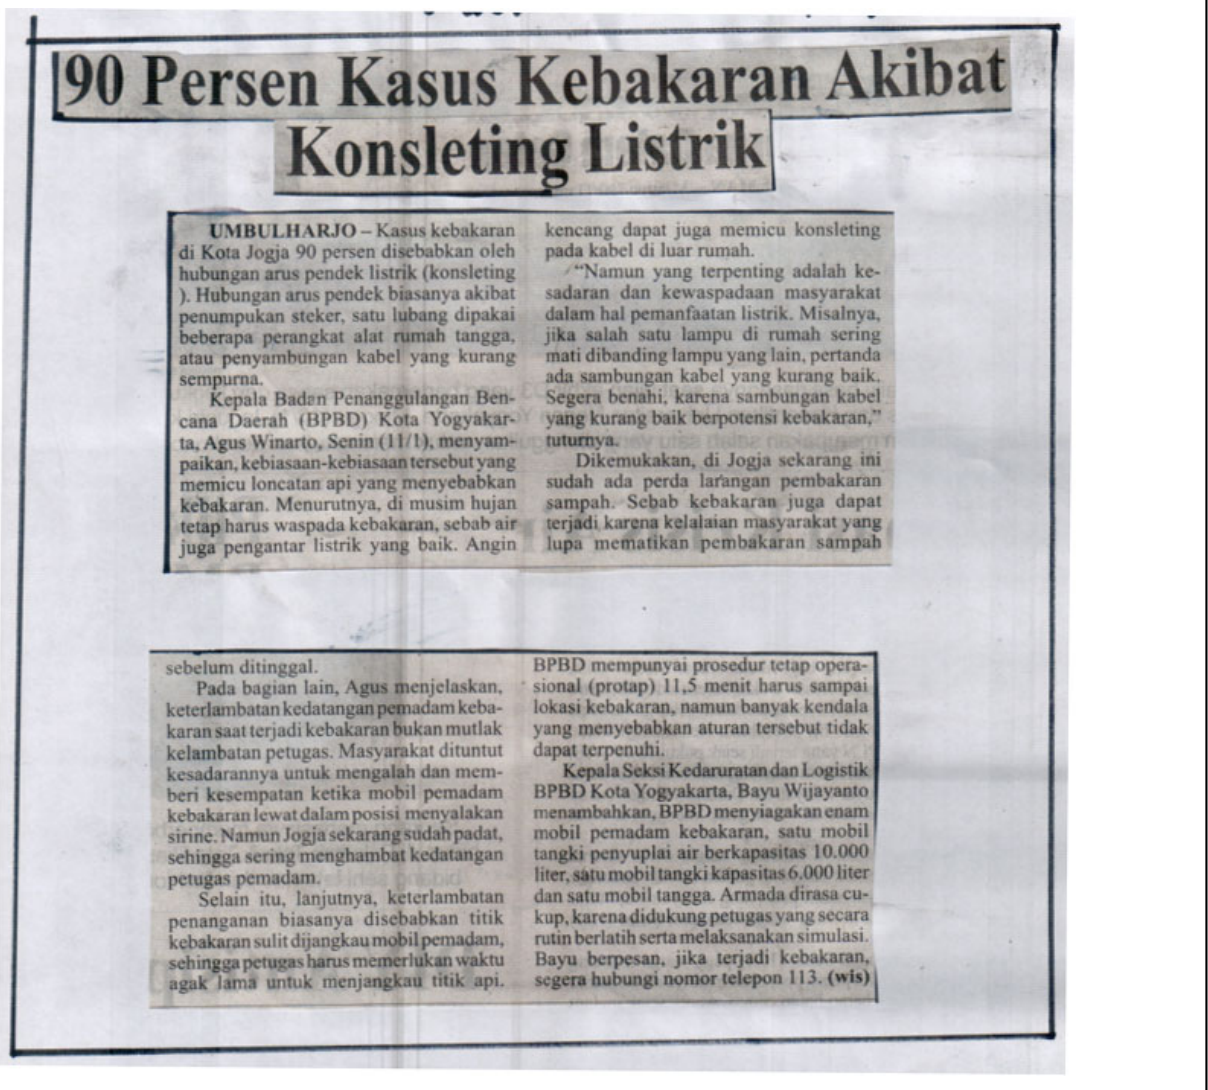 90 Persen Kasus Kebakaran Akibat
Konsleting Listrik
UMBULHARJO – Kasus kebakaran
di Kota Jogja 90 persen disebabkan oleh
hubungan arus pendek listrik (konsleting
). Hubungan arus pendek biasanya akibat
penumpukan steker, satu lubang dipakai
beberapa perangkat alat rumah tangga,
atau penyambungan kabel yang kurang
sempurna.
Kepala Badan Penanggulangan Ben-
cana Daerah (BPBD) Kota Yogyakar-
ta, Agus Winarto, Senin (11/1), menyam-
paikan, kebiasaan-kebiasaan tersebut yang
memicu loncatan api yang menyebabkan
kebakaran. Menurutnya, di musim hujan
tetap harus waspada kebakaran, sebab air
juga pengantar listrik yang baik. Angin
kencang dapat juga memicu konsleting
pada kabel di luar rumah.
“Namun yang terpenting adalah ke-
sadaran dan kewaspadaan masyarakat
dalam hal pemanfaatan listrik. Misalnya,
jika salah satu lampu di rumah sering
mati dibanding lampu yang lain, pertanda
ada sambungan kabel yang kurang baik.
Segera benahi, karena sambungan kabel
yang kurang baik berpotensi kebakaran,”
tuturnya.
Dikemukakan, di Jogja sekarang ini
sudah ada perda larangan pembakaran
sampah. Sebab kebakaran juga dapat
terjadi karena kelalaian masyarakat yang
lupa mematikan pembakaran sampah
sebelum ditinggal.
Pada bagian lain, Agus menjelaskan,
keterlambatan kedatangan pemadam keba-
karan saat terjadi kebakaran bukan mutlak
kelambatan petugas. Masyarakat dituntut
kesadarannya untuk mengalah dan mem-
beri kesempatan ketika mobil pemadam
kebakaran lewat dalam posisi menyalakan
sirine. Namun Jogja sekarang sudah padat,
sehingga sering menghambat kedatangan
petugas pemadam.
Selain itu, lanjutnya, keterlambatan
penanganan biasanya disebabkan titik
kebakaran sulit dijangkau mobil pemadam,
sehingga petugas harus memerlukan waktu
agak lama untuk menjangkau titik api.
BPBD mempunyai prosedur tetap opera-
sional (protap) 11,5 menit harus sampai
lokasi kebakaran, namun banyak kendala
yang menyebabkan aturan tersebut tidak
dapat terpenuhi.
Kepala Seksi Kedaruratan dan Logistik
BPBD Kota Yogyakarta, Bayu Wijayanto
menambahkan, BPBD menyiagakan enam
mobil pemadam kebakaran, satu mobil
tangki penyuplai air berkapasitas 10.000
liter, satu mobil tangki kapasitas 6.000 liter
dan satu mobil tangga. Armada dirasa cu-
kup, karena didukung petugas yang secara
rutin berlatih serta melaksanakan simulasi.
Bayu berpesan, jika terjadi kebakaran,
segera hubungi nomor telepon 113. (wis)